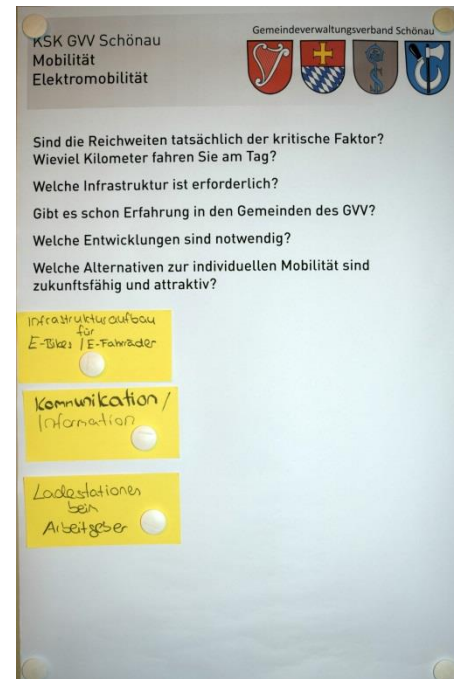 KSK GVV Schönau
Mobilität
Elektromobilität
Gemeindeverwaltungsverband Schönau
Sind die Reichweiten tatsächlich der kritische Faktor?
Wieviel Kilometer fahren Sie am Tag?
Welche Infrastruktur ist erforderlich?
Gibt es schon Erfahrung in den Gemeinden des GVV?
Welche Entwicklungen sind notwendig?
Welche Alternativen zur individuellen Mobilität sind
zukunftsfähig und attraktiv?
Infrastrukturaufbau
für
E-Bikes / E-Fahrräder
Kommunikation /
Information
Ladestationen
beim
Arbeitgeber